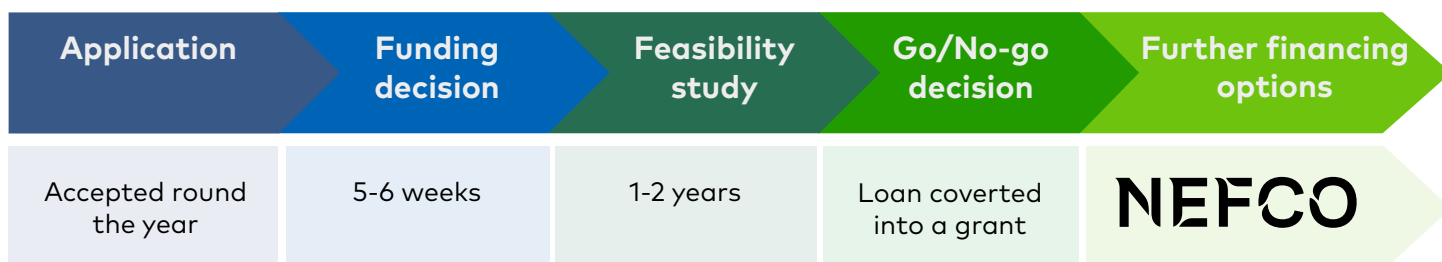 Application
Funding
decision
Feasibility
study
Go/No-go
decision
Further financing
options
Accepted round
the year
5-6 weeks
1-2 years
Loan coverted
into a grant
NEFCO